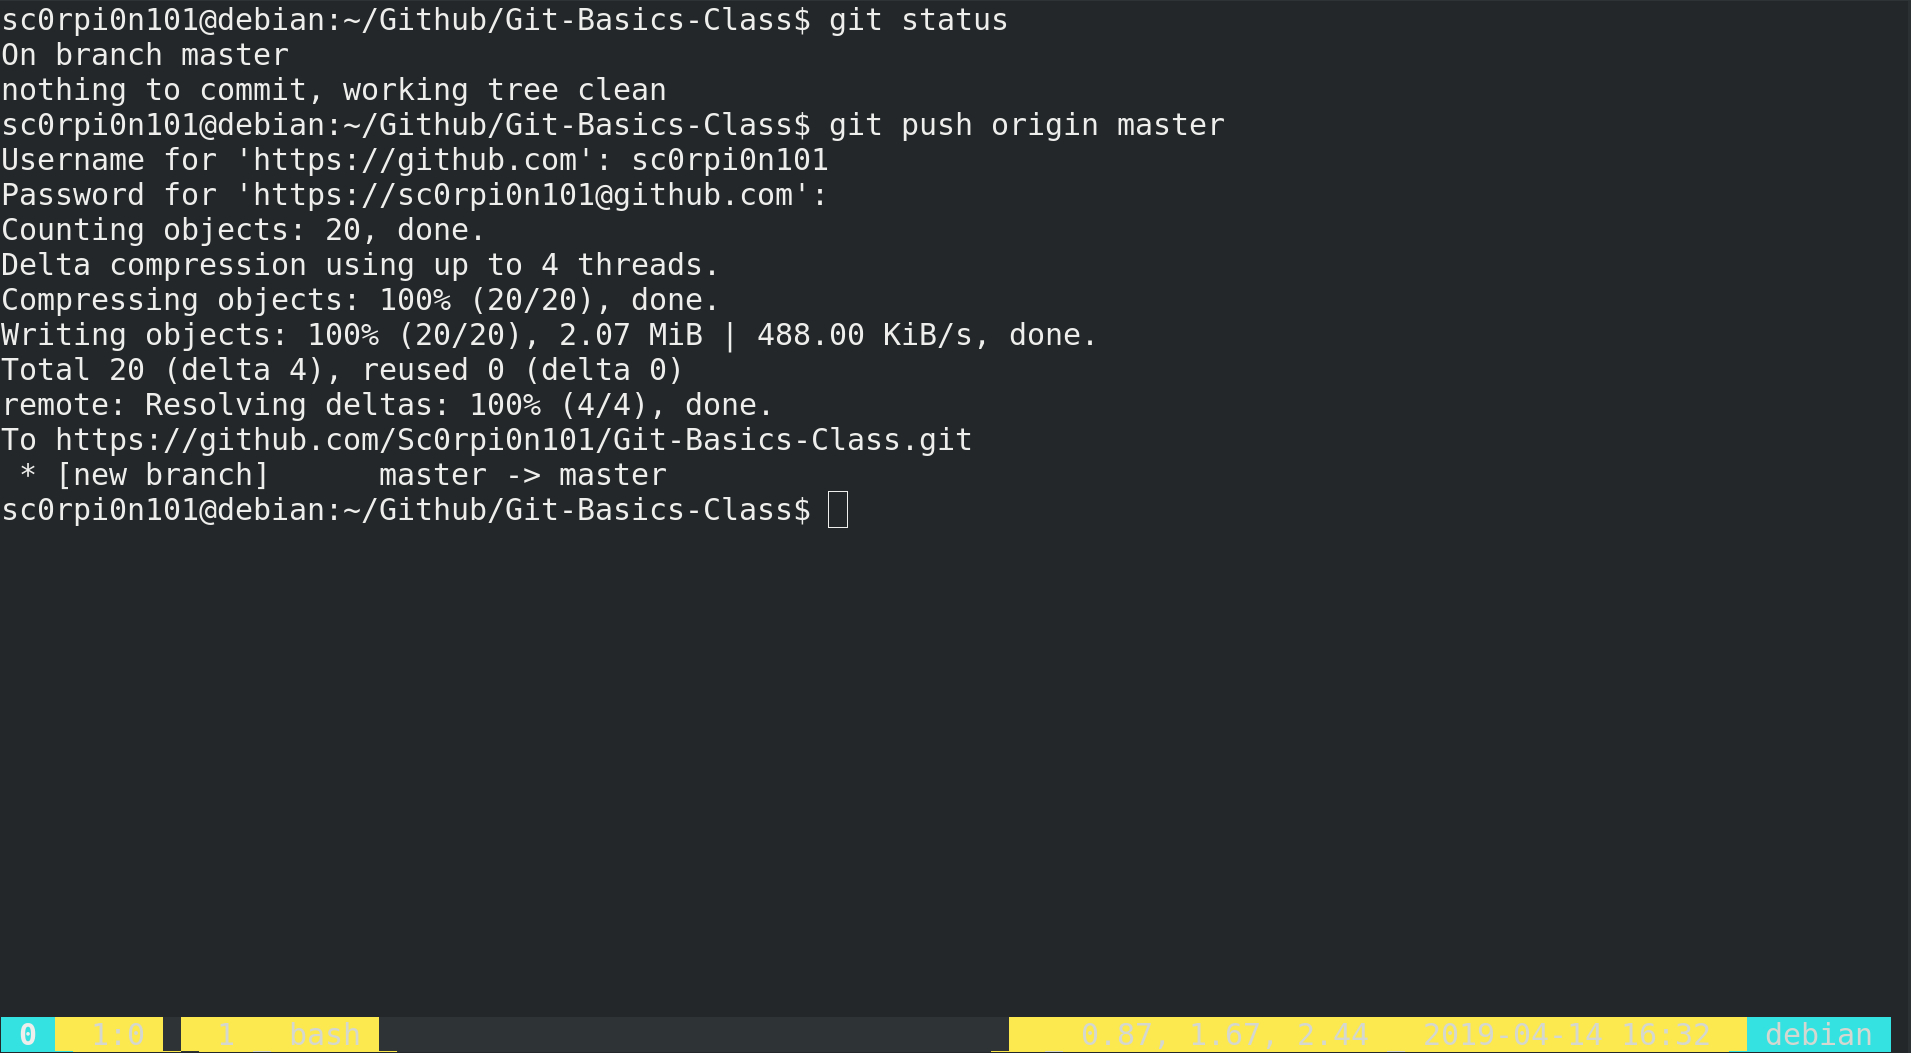 sc0rpi0n101@debian:~/Github/Git-Basics-Class$ git status
On branch master
nothing to commit, working tree clean
sc0rpi0n101@debian:~/Github/Git-Basics-Class$ git push origin master
Username for 'https://github.com': sc0rpi0n101
Password for 'https://sc0rpi0n101@github.com':
Counting objects: 20, done.
Delta compression using up to 4 threads.
Compressing objects: 100% (20/20), done.
Writing objects: 100% (20/20), 2.07 MiB | 488.00 KiB/s, done.
Total 20 (delta 4), reused 0 (delta 0)
remote: Resolving deltas: 100% (4/4), done.
To https://github.com/Sc0rpi0n101/Git-Basics-Class.git
 * [new branch]      master -> master
sc0rpi0n101@debian:~/Github/Git-Basics-Class$
0 1:0 1 bash 0.87, 1.67, 2.44 2019-04-14 16:32 debian